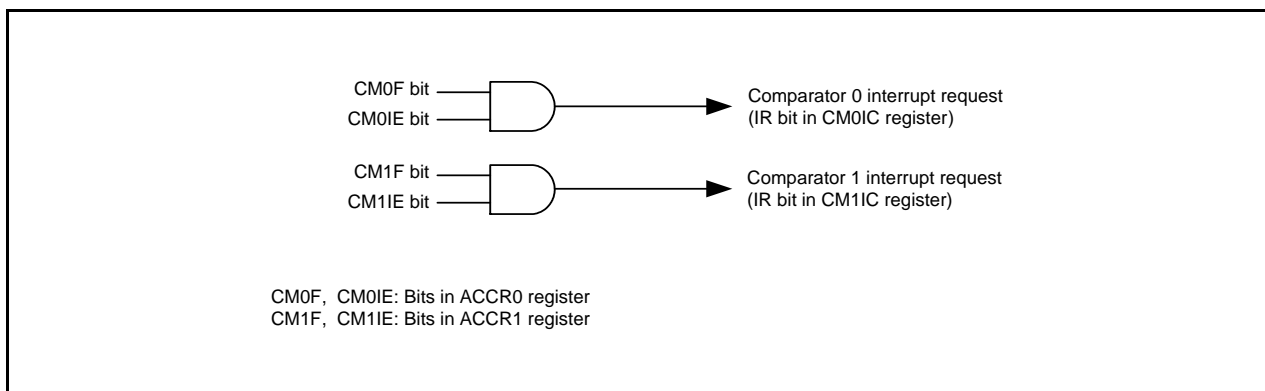 CM0F bit
CM0IE bit
Comparator 0 interrupt request
(IR bit in CM0IC register)
CM1F bit
CM1IE bit
Comparator 1 interrupt request
(IR bit in CM1IC register)
CM0F, CM0IE: Bits in ACCR0 register
CM1F, CM1IE: Bits in ACCR1 register